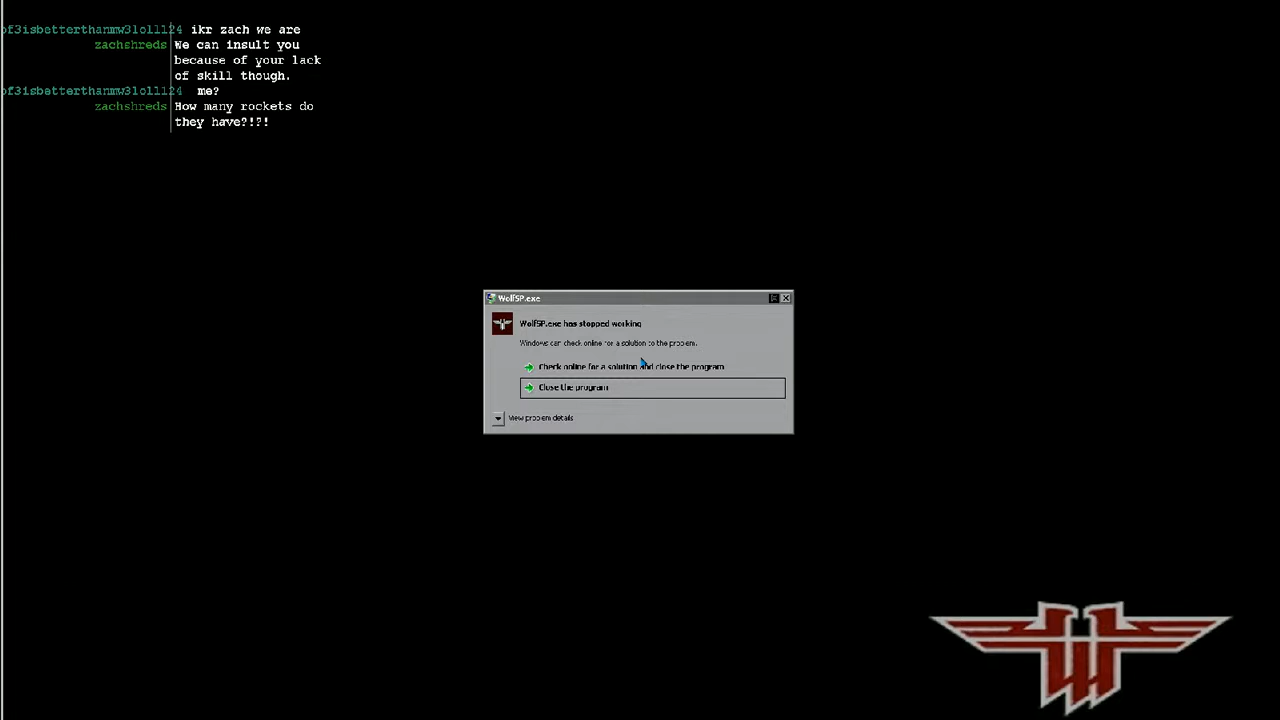 of3isbetterthanmw3lolll24 ikr zach we are
zachshreds We can insult you
because of your lack
of skill though.
of3isbetterthanmw3lolll24 me?
zachshreds How many rockets do
they have?!?!
WolfSP.exe
WolfSP.exe has stopped working
Windows can check online for a solution to the problem.
Check online for a solution and close the program
Close the program
View problem details